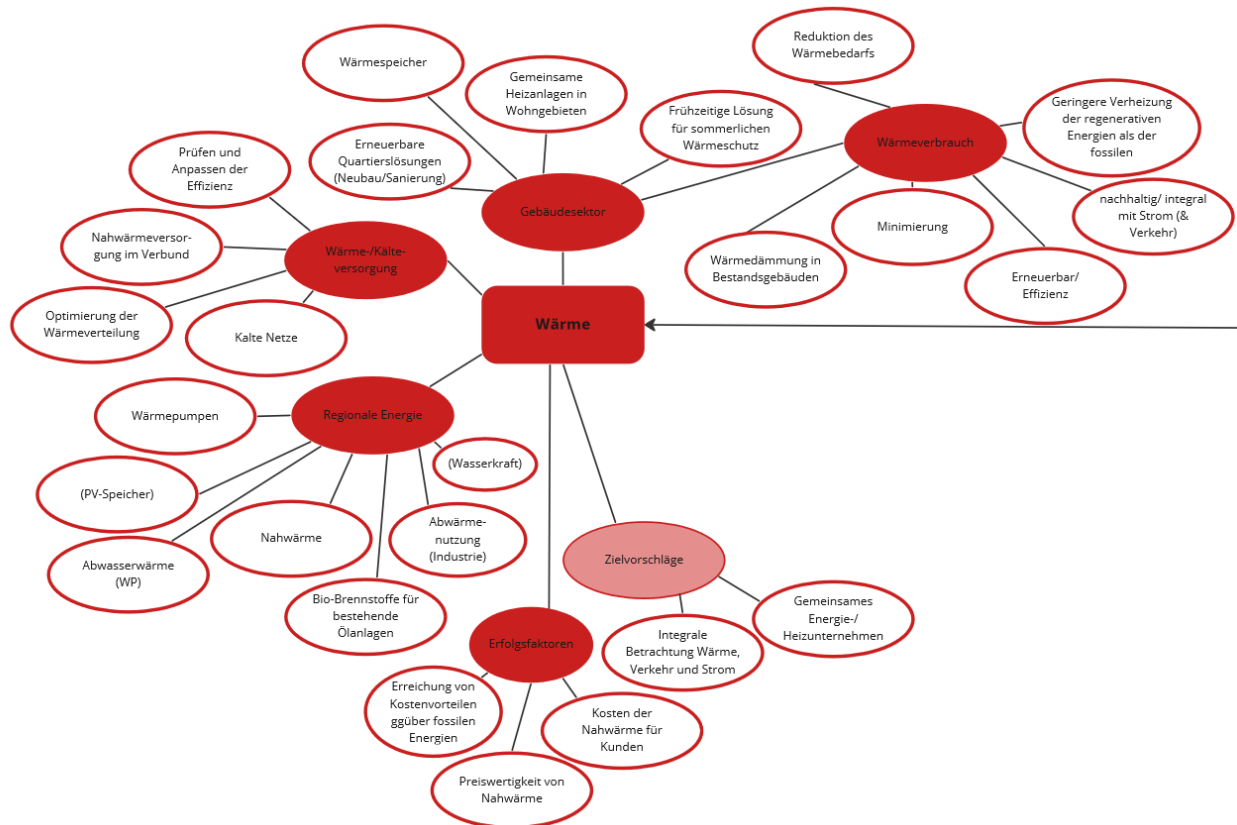 Reduktion des
Wärmebedarfs
Wärmespeicher
Gemeinsame
Heizanlagen in
Wohngebieten
Frühzeitige Lösung
für sommerlichen
Wärmeschutz
Geringere Verheizung
der regenerativen
Energien als der
fossilen
Wärmeverbrauch
Prüfen und
Anpassen der
Effizienz
Erneuerbare
Quartierslösungen
(Neubau/Sanierung)
Gebäudesektor
nachhaltig/ integral
mit Strom (&
Verkehr)
Minimierung
Nahwärmeversor-
gung im Verbund
Wärme-/Kälte-
versorgung
Wärmedämmung in
Bestandsgebäuden
Erneuerbar/
Effizienz
Optimierung der
Wärmeverteilung
Kalte Netze
Wärme
Wärmepumpen
Regionale Energie
(Wasserkraft)
(PV-Speicher)
Nahwärme
Abwärme-
nutzung
(Industrie)
Abwasserwärme
(WP)
Bio-Brennstoffe für
bestehende
Ölanlagen
Zielvorschläge
Gemeinsames
Energie-/
Heizunternehmen
Erfolgsfaktoren
Integrale
Betrachtung Wärme,
Verkehr und Strom
Erreichung von
Kostenvorteilen
ggüber fossilen
Energien
Kosten der
Nahwärme für
Kunden
Preiswertigkeit von
Nahwärme